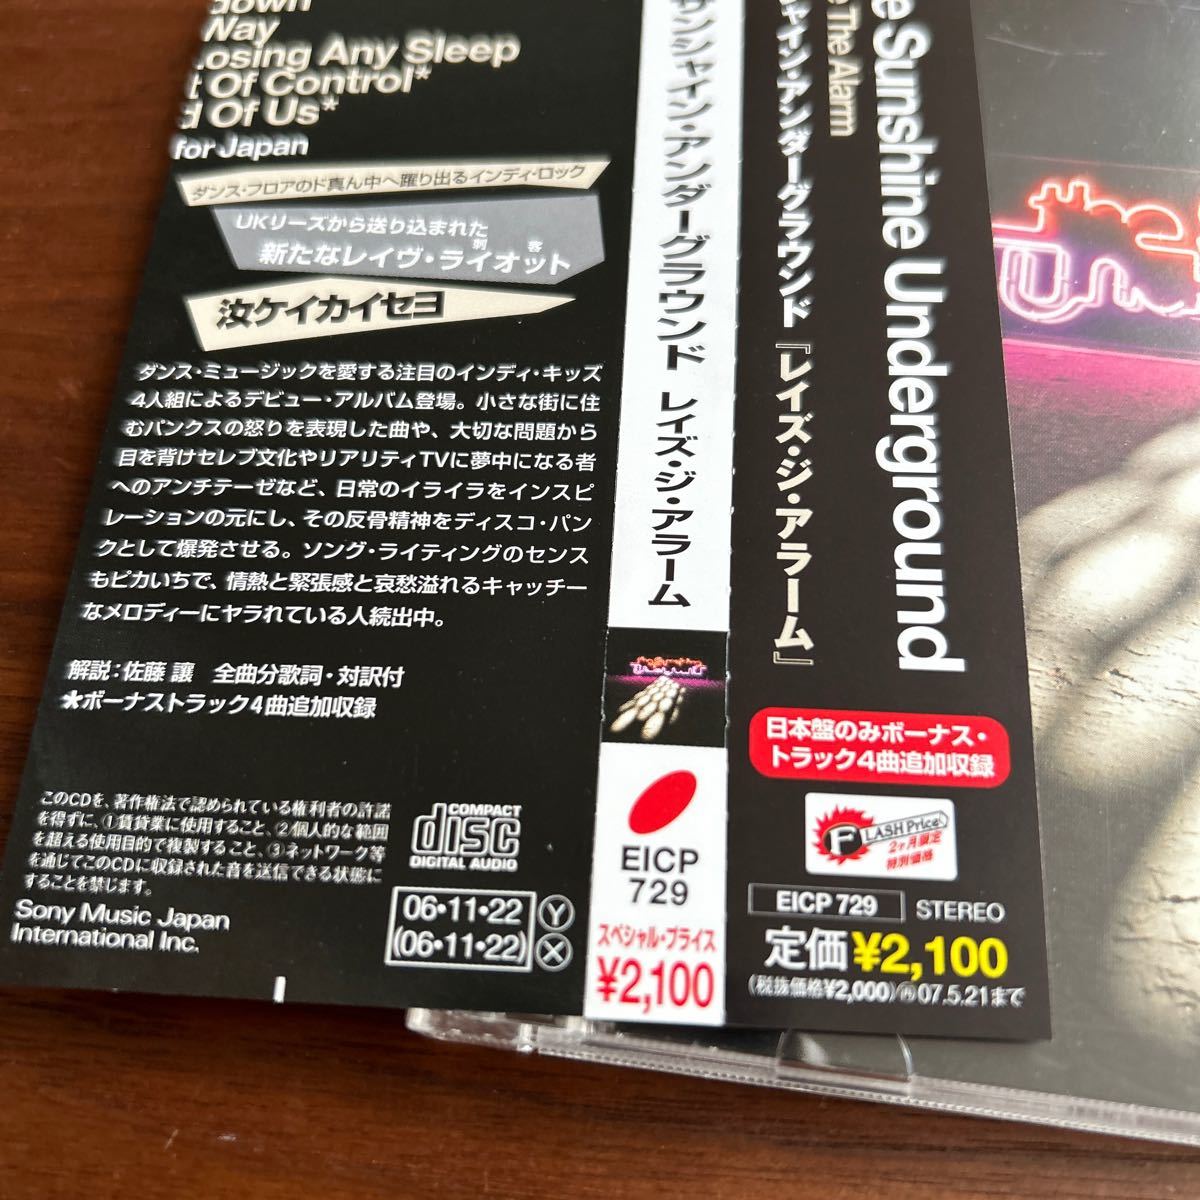 Way
Losing Any Sleep
Of Control*
Of Us*
for Japan
ダンス・フロアのド真ん中へ躍り出るインディ・ロック
UKリーズから送り込まれた
刺客
新たなレイヴ・ライオット
汝ケイカイセヨ
ダンス・ミュージックを愛する注目のインディ・キッズ
4人組によるデビュー・アルバム登場。小さな街に住
むパンクスの怒りを表現した曲や、大切な問題から
目を背けセレブ文化やリアリティTVに夢中になる者
へのアンチテーゼなど、日常のイライラをインスピ
レーションの元にし、その反骨精神をディスコ・パン
クとして爆発させる。ソング・ライティングのセンス
もピカいちで、情熱と緊張感と哀愁溢れるキャッチー
なメロディーにヤラれている人続出中。
解説：佐藤 譲 全曲分歌詞・対訳付
★ボーナストラック4曲追加収録
このCDを、著作権法で認められている権利者の許諾
を得ずに、①賃貸業に使用すること、②個人的な範囲
を超える使用目的で複製すること、③ネットワーク等
を通じてこのCDに収録された音を送信できる状態に
することを禁じます。
Sony Music Japan
International Inc.
COMPACT
disc
DIGITAL AUDIO
06・11・22 Ⓨ
(06・11・22) Ⓧ
ンシャイン・アンダーグラウンド レイズ・ジ・アラーム
EICP
729
スペシャル・プライス
¥2,100
Sunshine Underground
The Alarm
ャイン・アンダーグラウンド『レイズ・ジ・アラーム』
日本盤のみボーナス・
トラック4曲追加収録
FLASH Price!
2ヶ月限定
特別価格
EICP 729 STEREO
定価¥2,100
(税抜価格¥2,000)Ⓗ07.5.21まで